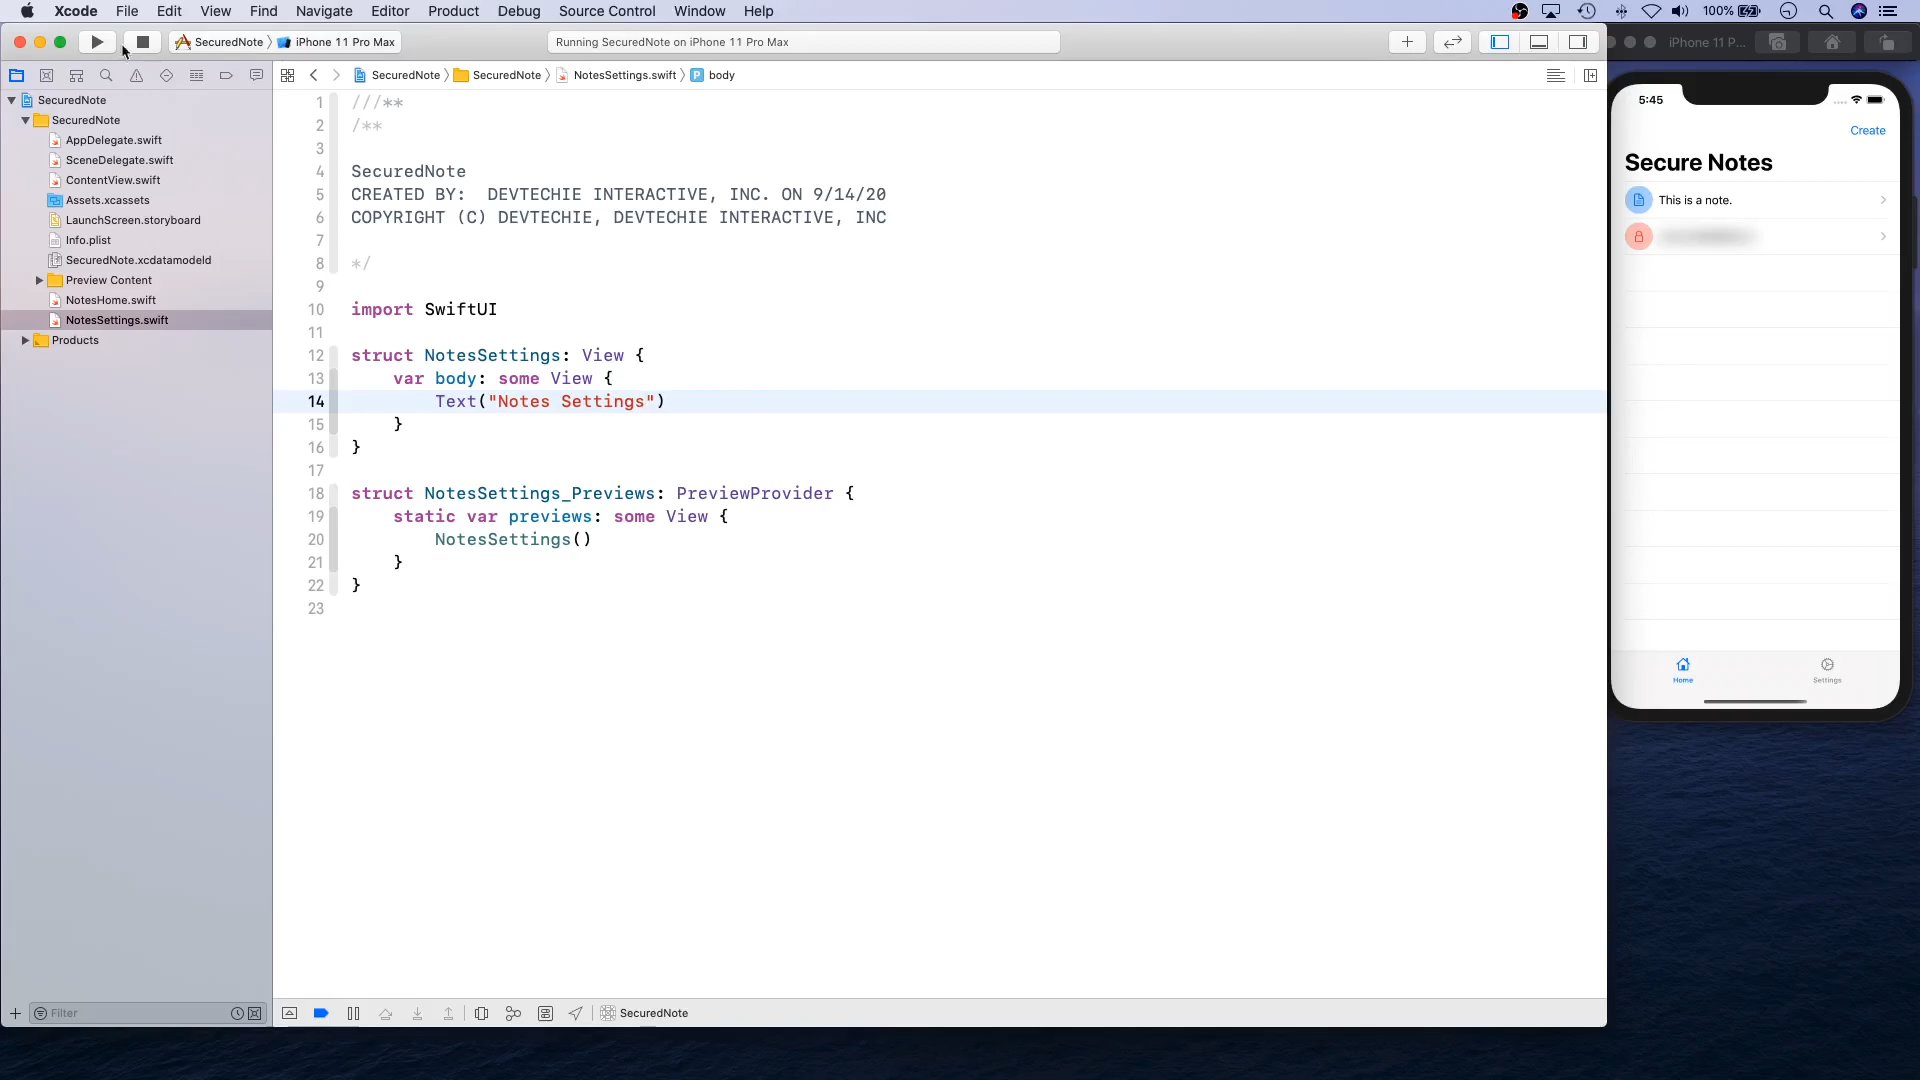 Xcode File Edit View Find Navigate Editor Product Debug Source Control Window Help 100%
SecuredNote iPhone 11 Pro Max Running SecuredNote on iPhone 11 Pro Max iPhone 11 P...
SecuredNote SecuredNote NotesSettings.swift P body
SecuredNote
SecuredNote
AppDelegate.swift
SceneDelegate.swift
ContentView.swift
Assets.xcassets
LaunchScreen.storyboard
Info.plist
SecuredNote.xcdatamodeld
Preview Content
NotesHome.swift
NotesSettings.swift
Products
Filter
1 ///**
2 /**
3
4 SecuredNote
5 CREATED BY:  DEVTECHIE INTERACTIVE, INC. ON 9/14/20
6 COPYRIGHT (C) DEVTECHIE, DEVTECHIE INTERACTIVE, INC
7
8 */
9
10 import SwiftUI
11
12 struct NotesSettings: View {
13     var body: some View {
14         Text("Notes Settings")
15     }
16 }
17
18 struct NotesSettings_Previews: PreviewProvider {
19     static var previews: some View {
20         NotesSettings()
21     }
22 }
23
SecuredNote
5:45
Create
Secure Notes
This is a note.
Home Settings